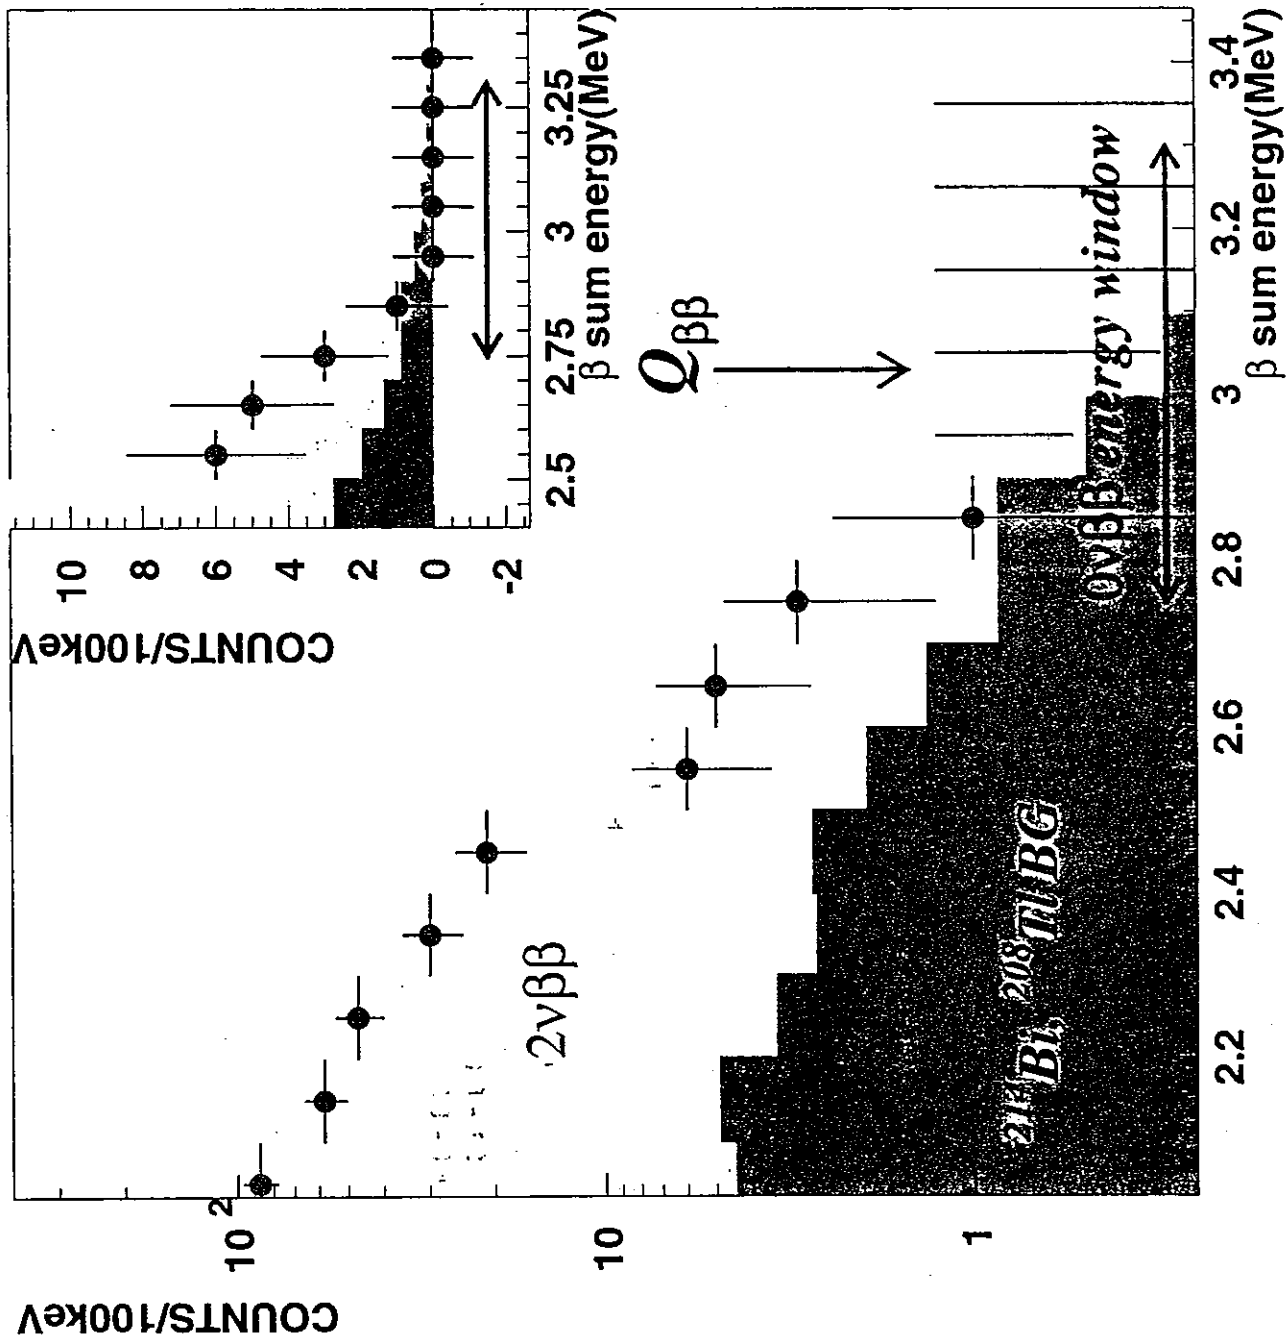 COUNTS/100keV
10²
10
1
2νββ
²¹⁴Bi, ²⁰⁸Tl BG
Qββ
0νββ energy window
2.2
2.4
2.6
2.8
3
3.2
3.4
β sum energy(MeV)
COUNTS/100keV
10
8
6
4
2
0
-2
2.5
2.75
3
3.25
β sum energy(MeV)